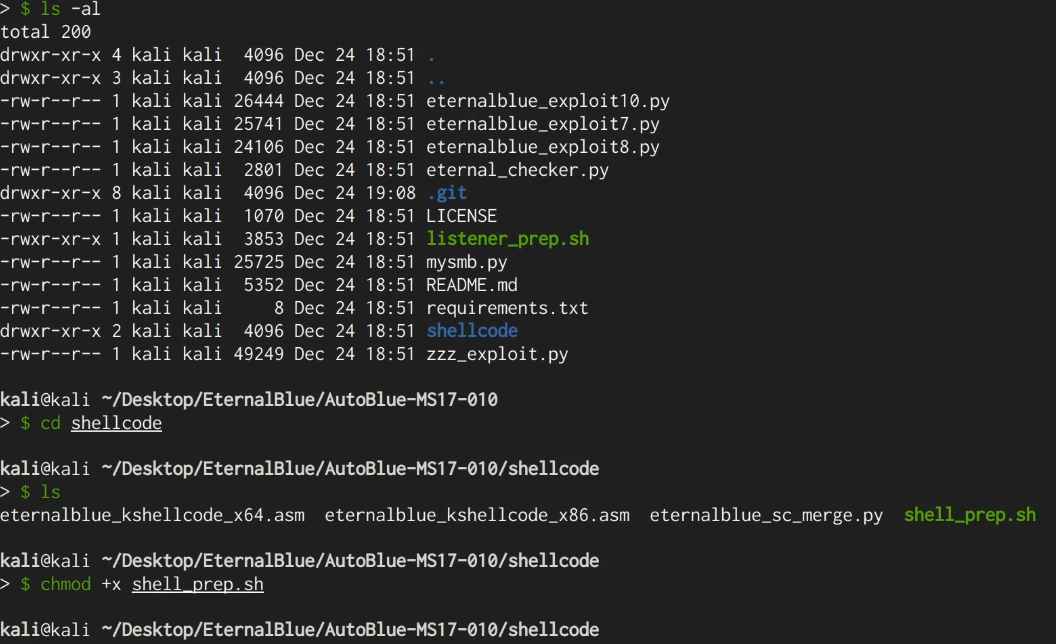 > $ ls -al
total 200
drwxr-xr-x 4 kali kali  4096 Dec 24 18:51 .
drwxr-xr-x 3 kali kali  4096 Dec 24 18:51 ..
-rw-r--r-- 1 kali kali 26444 Dec 24 18:51 eternalblue_exploit10.py
-rw-r--r-- 1 kali kali 25741 Dec 24 18:51 eternalblue_exploit7.py
-rw-r--r-- 1 kali kali 24106 Dec 24 18:51 eternalblue_exploit8.py
-rw-r--r-- 1 kali kali  2801 Dec 24 18:51 eternal_checker.py
drwxr-xr-x 8 kali kali  4096 Dec 24 19:08 .git
-rw-r--r-- 1 kali kali  1070 Dec 24 18:51 LICENSE
-rwxr-xr-x 1 kali kali  3853 Dec 24 18:51 listener_prep.sh
-rw-r--r-- 1 kali kali 25725 Dec 24 18:51 mysmb.py
-rw-r--r-- 1 kali kali  5352 Dec 24 18:51 README.md
-rw-r--r-- 1 kali kali     8 Dec 24 18:51 requirements.txt
drwxr-xr-x 2 kali kali  4096 Dec 24 18:51 shellcode
-rw-r--r-- 1 kali kali 49249 Dec 24 18:51 zzz_exploit.py
kali@kali ~/Desktop/EternalBlue/AutoBlue-MS17-010
> $ cd shellcode
kali@kali ~/Desktop/EternalBlue/AutoBlue-MS17-010/shellcode
> $ ls
eternalblue_kshellcode_x64.asm  eternalblue_kshellcode_x86.asm  eternalblue_sc_merge.py  shell_prep.sh
kali@kali ~/Desktop/EternalBlue/AutoBlue-MS17-010/shellcode
> $ chmod +x shell_prep.sh
kali@kali ~/Desktop/EternalBlue/AutoBlue-MS17-010/shellcode